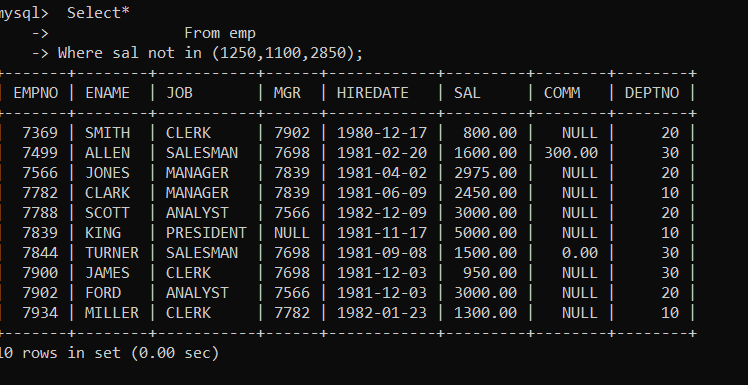 mysql>  Select*
    ->                 From emp
    -> Where sal not in (1250,1100,2850);
+-------+--------+-----------+------+------------+---------+--------+--------+
| EMPNO | ENAME  | JOB       | MGR  | HIREDATE   | SAL     | COMM   | DEPTNO |
+-------+--------+-----------+------+------------+---------+--------+--------+
|  7369 | SMITH  | CLERK     | 7902 | 1980-12-17 |  800.00 |   NULL |     20 |
|  7499 | ALLEN  | SALESMAN  | 7698 | 1981-02-20 | 1600.00 | 300.00 |     30 |
|  7566 | JONES  | MANAGER   | 7839 | 1981-04-02 | 2975.00 |   NULL |     20 |
|  7782 | CLARK  | MANAGER   | 7839 | 1981-06-09 | 2450.00 |   NULL |     10 |
|  7788 | SCOTT  | ANALYST   | 7566 | 1982-12-09 | 3000.00 |   NULL |     20 |
|  7839 | KING   | PRESIDENT | NULL | 1981-11-17 | 5000.00 |   NULL |     10 |
|  7844 | TURNER | SALESMAN  | 7698 | 1981-09-08 | 1500.00 |   0.00 |     30 |
|  7900 | JAMES  | CLERK     | 7698 | 1981-12-03 |  950.00 |   NULL |     30 |
|  7902 | FORD   | ANALYST   | 7566 | 1981-12-03 | 3000.00 |   NULL |     20 |
|  7934 | MILLER | CLERK     | 7782 | 1982-01-23 | 1300.00 |   NULL |     10 |
+-------+--------+-----------+------+------------+---------+--------+--------+
10 rows in set (0.00 sec)